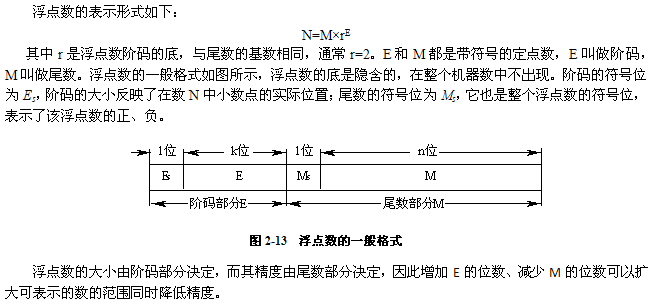 浮点数的表示形式如下：
N=M×rᴱ
其中 r 是浮点数阶码的底，与尾数的基数相同，通常 r=2。E 和 M 都是带符号的定点数，E 叫做阶码，
M 叫做尾数。浮点数的一般格式如图所示，浮点数的底是隐含的，在整个机器数中不出现。阶码的符号位
为 Es，阶码的大小反映了在数 N 中小数点的实际位置；尾数的符号位为 Ms，它也是整个浮点数的符号位，
表示了该浮点数的正、负。
1位 k位 1位 n位
Es E Ms M
阶码部分E 尾数部分M
图 2-13 浮点数的一般格式
浮点数的大小由阶码部分决定，而其精度由尾数部分决定，因此增加 E 的位数、减少 M 的位数可以扩
大可表示的数的范围同时降低精度。